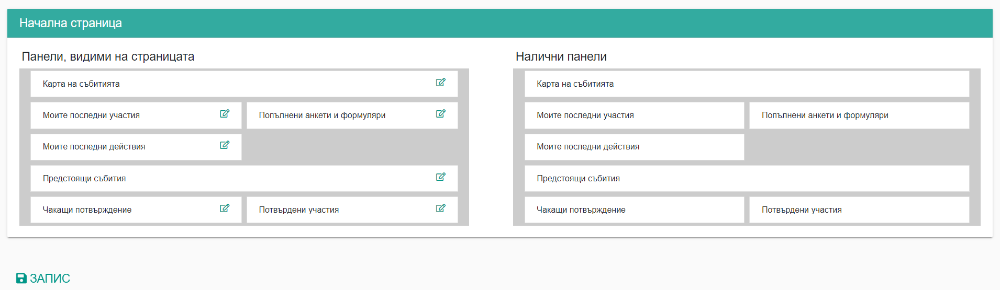 Начална страница
Панели, видими на страницата
Карта на събитията
Моите последни участия
Попълнени анкети и формуляри
Моите последни действия
Предстоящи събития
Чакащи потвърждение
Потвърдени участия
Налични панели
Карта на събитията
Моите последни участия
Попълнени анкети и формуляри
Моите последни действия
Предстоящи събития
Чакащи потвърждение
Потвърдени участия
ЗАПИС